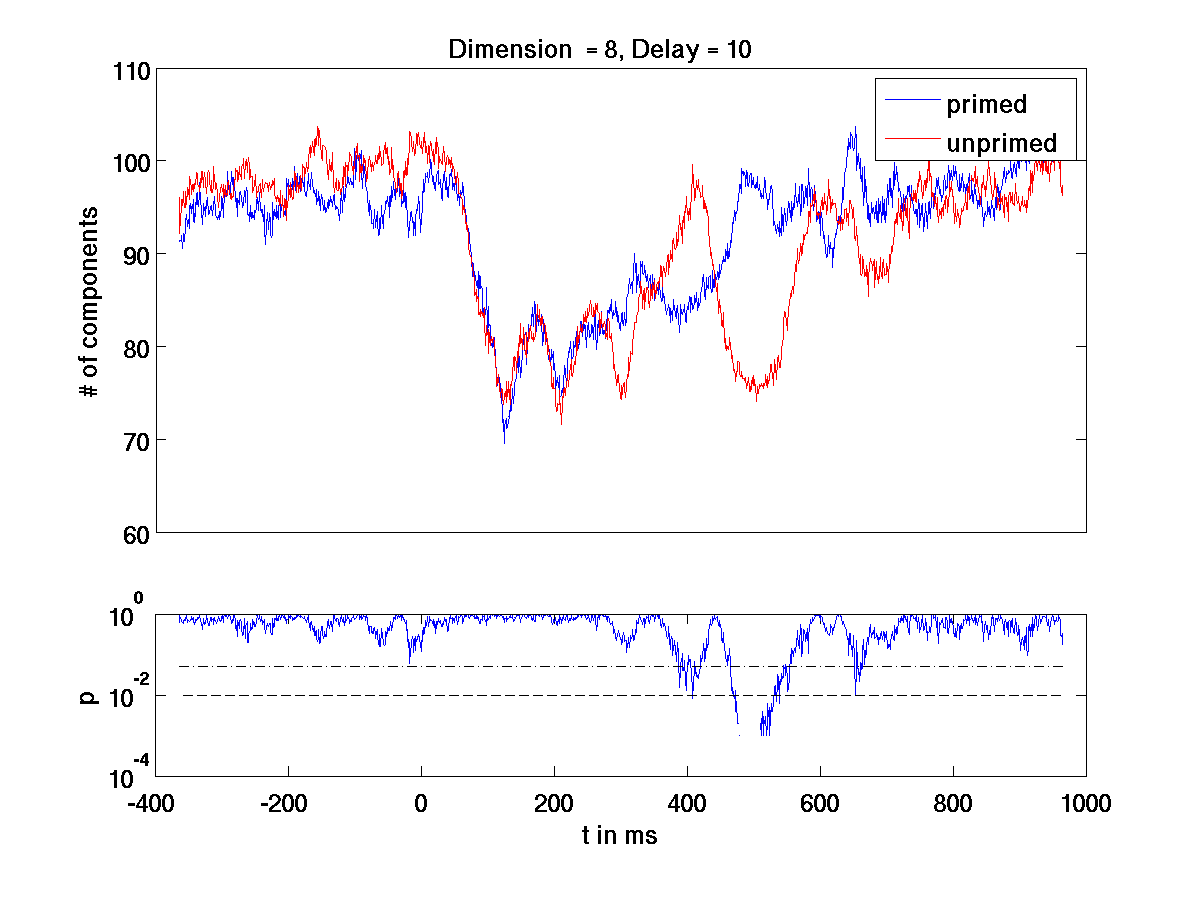 Dimension = 8, Delay = 10
110
primed
unprimed
100
90
80
70
60
# of components
10^0
10^-2
10^-4
p
-400 -200 0 200 400 600 800 1000
t in ms